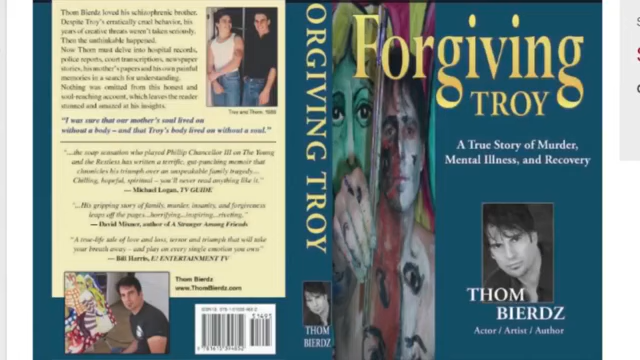 Thom Bierdz loved his schizophrenic brother.
Despite Troy's erratically cruel behavior, his
years of creative threats weren't taken seriously.
Then the unthinkable happened.
Now Thom must delve into hospital records,
police reports, court transcriptions, newspaper
stories, his mother's papers and his own painful
memories in a search for understanding.
Nothing was omitted from this honest and
soul-reaching account, which leaves the reader
stunned and amazed at his insights.
Troy and Thom, 1986
"I was sure that our mother's soul lived on
without a body – and that Troy's body lived on without a soul."
"...the soap sensation who played Phillip Chancellor III on The Young
and the Restless has written a terrific, gut-punching memoir that
chronicles his triumph over an unspeakable family tragedy...
Chilling, hopeful, spiritual – you'll never read anything like it."
— Michael Logan, TV GUIDE
"...His gripping story of family, murder, insanity, and forgiveness
leaps off the pages...horrifying...inspiring...riveting."
— David Misner, author of A Stranger Among Friends
"A true-life tale of love and loss, terror and triumph that will take
your breath away – and play on every single emotion you own"
— Bill Harris, E! ENTERTAINMENT TV
Thom Bierdz
www.ThomBierdz.com
ORGIVING TROY
THOM
BIERDZ
Forgiving
TROY
A True Story of Murder,
Mental Illness, and Recovery
THOM
BIERDZ
Actor / Artist / Author